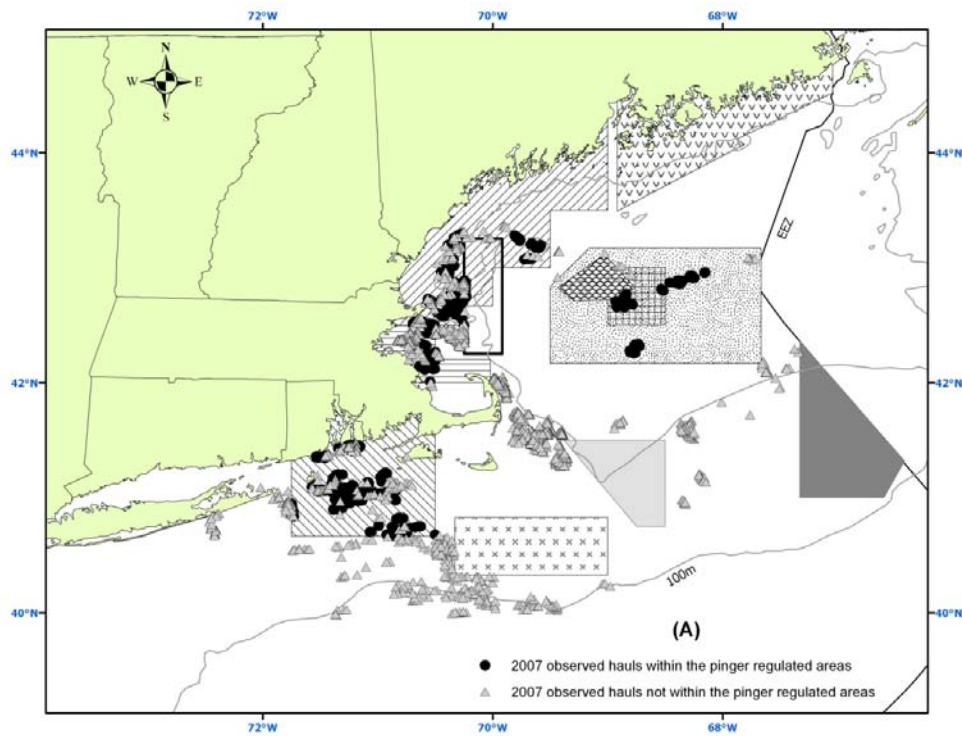 72°W 70°W 68°W
N
W E
S
44°N 44°N
EEZ
42°N 42°N
100m
40°N 40°N
(A)
2007 observed hauls within the pinger regulated areas
2007 observed hauls not within the pinger regulated areas
72°W 70°W 68°W